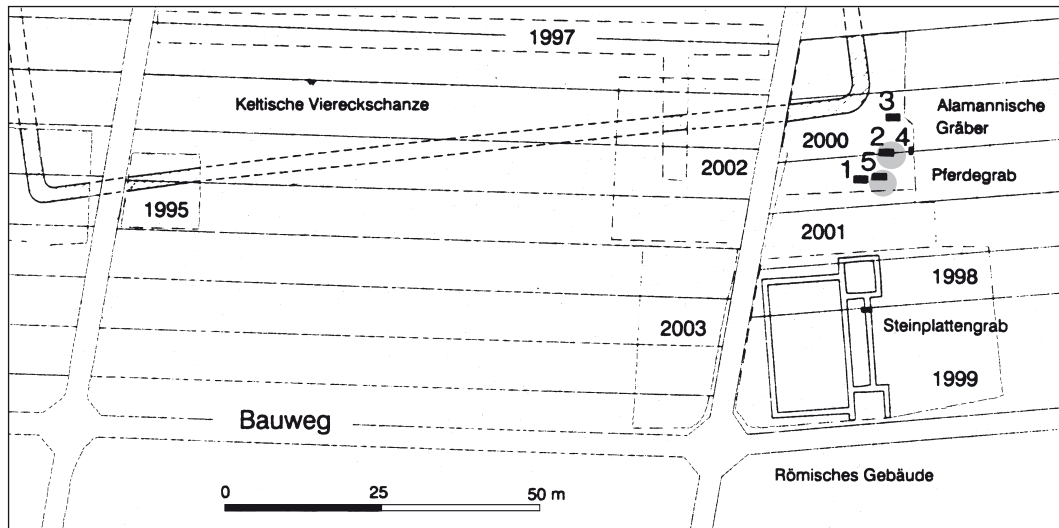 1997
Keltische Viereckschanze
3
Alamannische
Gräber
2000
2 4
2002
5
Pferdegrab
1
1995
2001
1998
2003
Steinplattengrab
1999
Bauweg
Römisches Gebäude
0 25 50 m